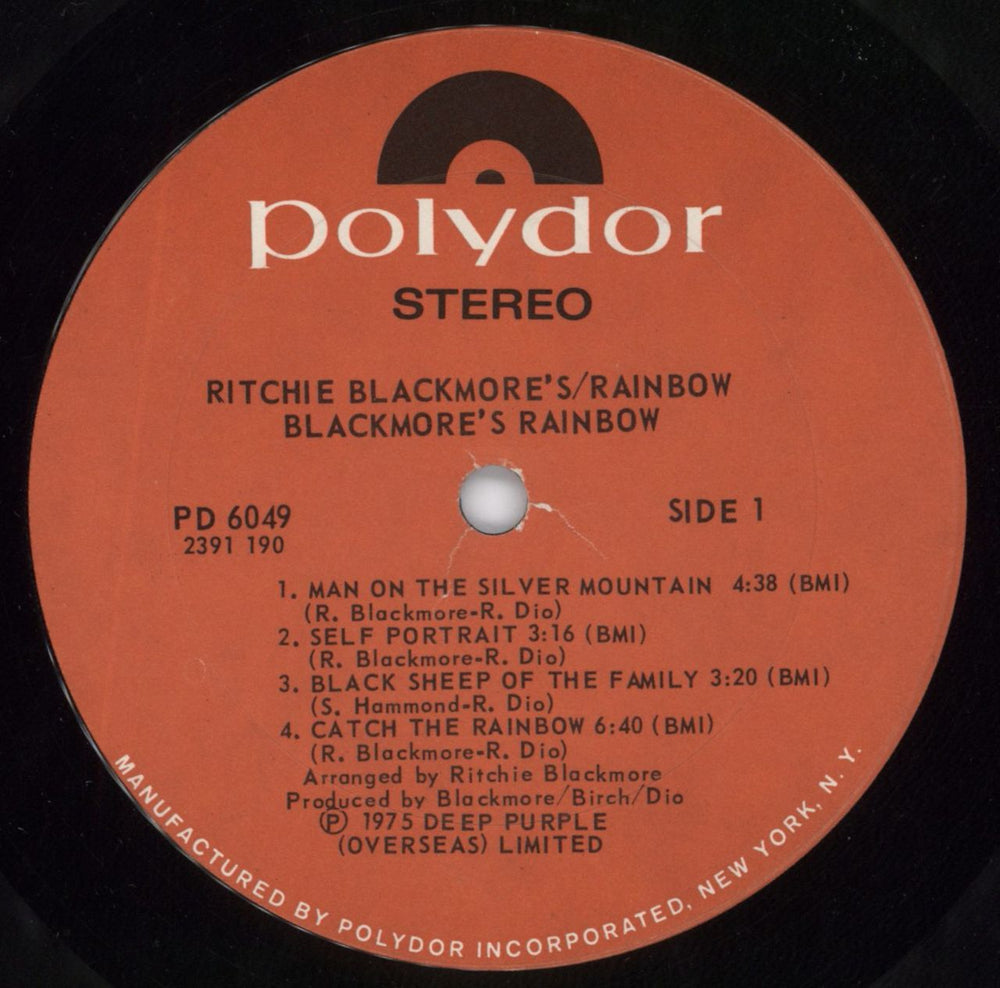 polydor
STEREO
RITCHIE BLACKMORE'S/RAINBOW
BLACKMORE'S RAINBOW
PD 6049
2391 190
SIDE 1
1. MAN ON THE SILVER MOUNTAIN 4:38 (BMI)
(R. Blackmore-R. Dio)
2. SELF PORTRAIT 3:16 (BMI)
(R. Blackmore-R. Dio)
3. BLACK SHEEP OF THE FAMILY 3:20 (BMI)
(S. Hammond-R. Dio)
4. CATCH THE RAINBOW 6:40 (BMI)
(R. Blackmore-R. Dio)
Arranged by Ritchie Blackmore
Produced by Blackmore/Birch/Dio
℗ 1975 DEEP PURPLE
(OVERSEAS) LIMITED
MANUFACTURED BY POLYDOR INCORPORATED, NEW YORK, N. Y.